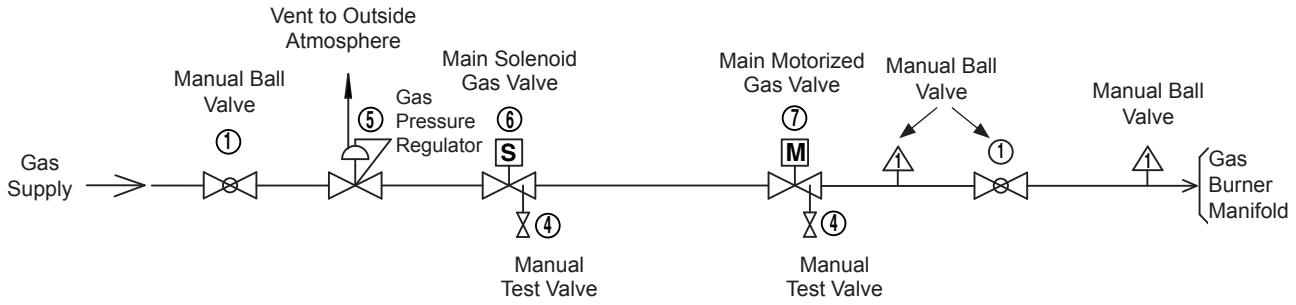 Vent to Outside
Atmosphere
Manual Ball
Valve
1
5
Gas
Pressure
Regulator
Main Solenoid
Gas Valve
6
S
Main Motorized
Gas Valve
7
M
Manual Ball
Valve
1
1
Manual Ball
Valve
1
Gas
Supply
Gas
Burner
Manifold
4
Manual
Test Valve
4
Manual
Test Valve